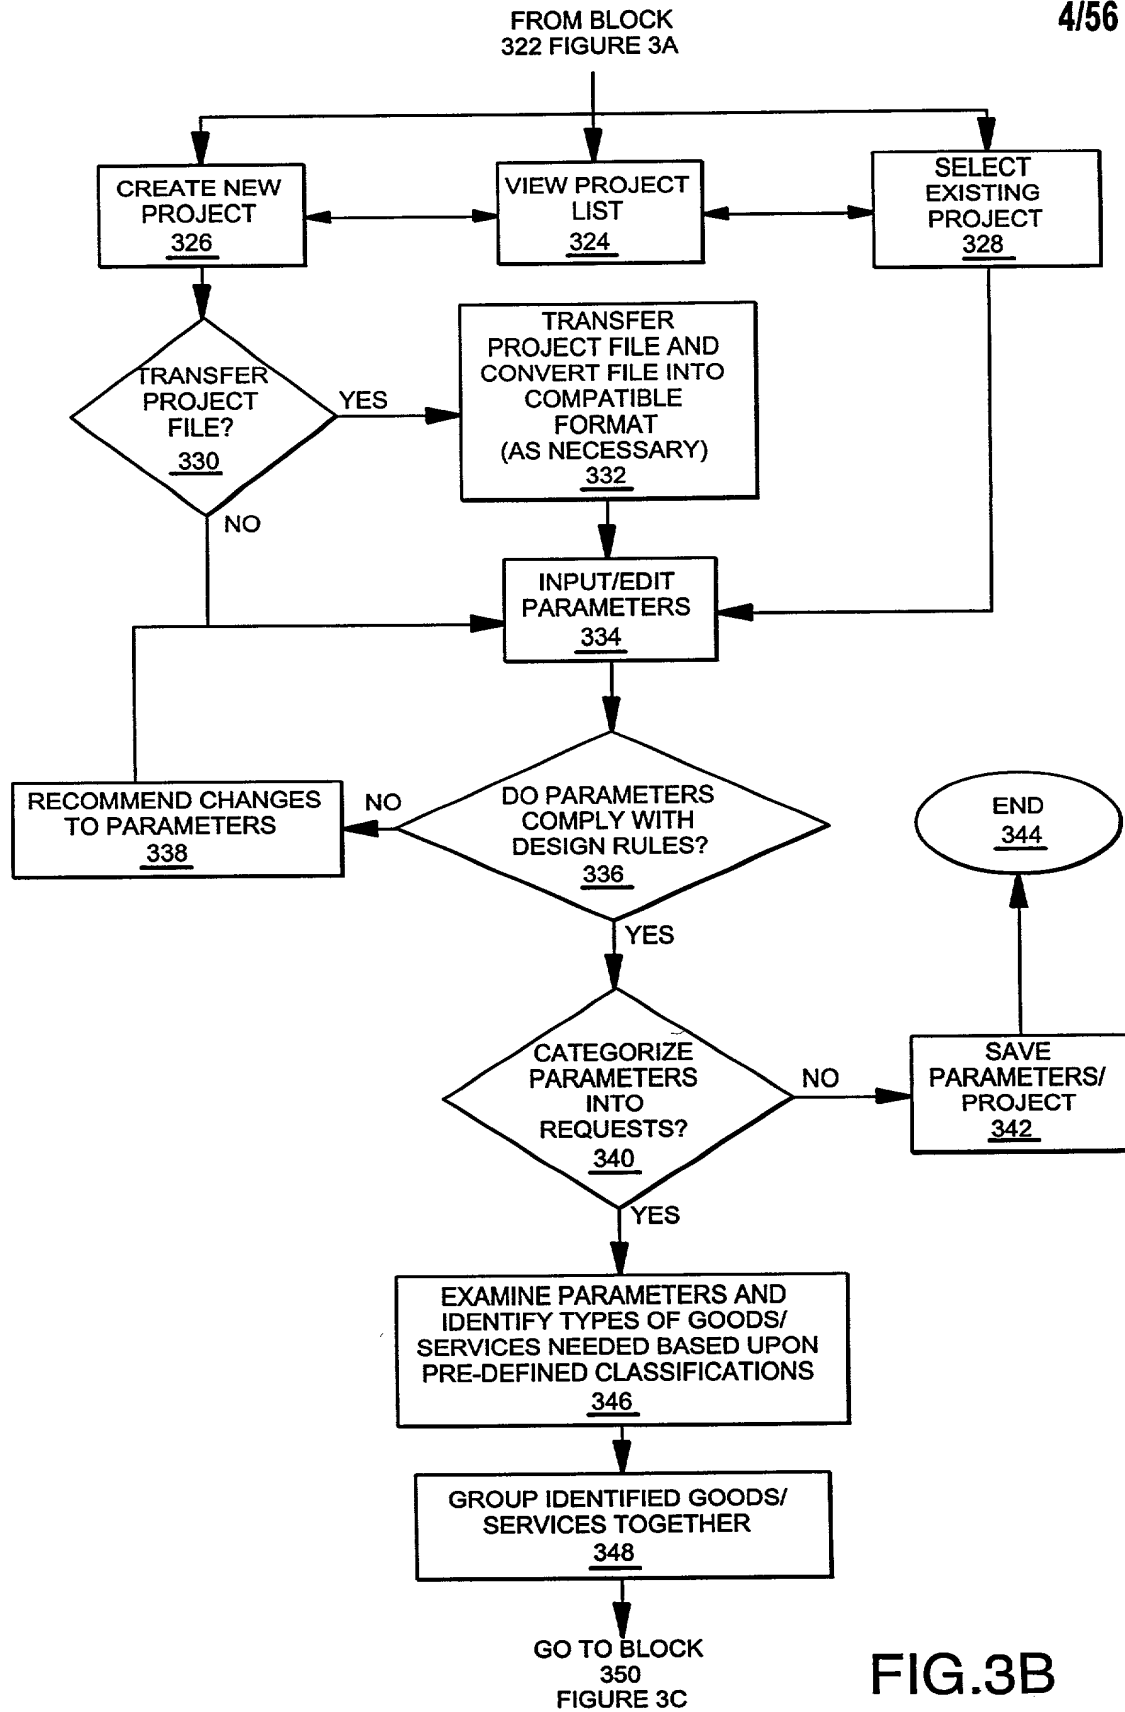 4/56
FROM BLOCK
322 FIGURE 3A
CREATE NEW
PROJECT
326
VIEW PROJECT
LIST
324
SELECT
EXISTING
PROJECT
328
TRANSFER
PROJECT
FILE?
330
YES
NO
TRANSFER
PROJECT FILE AND
CONVERT FILE INTO
COMPATIBLE
FORMAT
(AS NECESSARY)
332
INPUT/EDIT
PARAMETERS
334
DO PARAMETERS
COMPLY WITH
DESIGN RULES?
336
NO
YES
RECOMMEND CHANGES
TO PARAMETERS
338
END
344
CATEGORIZE
PARAMETERS
INTO
REQUESTS?
340
NO
YES
SAVE
PARAMETERS/
PROJECT
342
EXAMINE PARAMETERS AND
IDENTIFY TYPES OF GOODS/
SERVICES NEEDED BASED UPON
PRE-DEFINED CLASSIFICATIONS
346
GROUP IDENTIFIED GOODS/
SERVICES TOGETHER
348
GO TO BLOCK
350
FIGURE 3C
FIG.3B